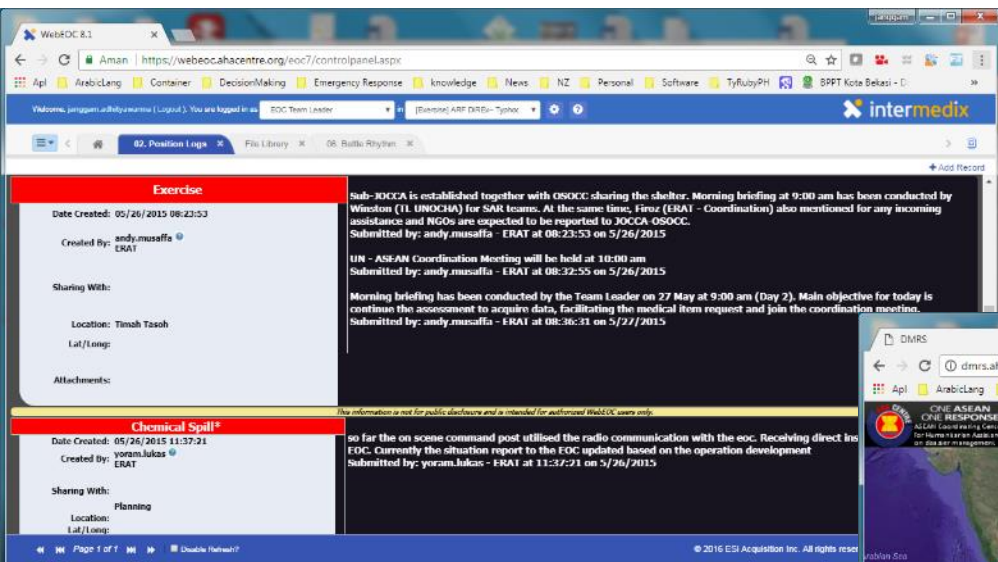 janggam
WebEOC 8.1
Aman | https://webeoc.ahacentre.org/eoc7/controlpanel.aspx
Apl ArabicLang Container DecisionMaking Emergency Response knowledge News NZ Personal Software TyRubyPH BPPT Kota Bekasi - D
Welcome, janggam.adhityawarma ( Logout ). You are logged in as EOC Team Leader in [Exercise] ARF DiREx- Typhoc
intermedix
02. Position Logs File Library 08. Battle Rhythm
Add Record
Exercise
Date Created: 05/26/2015 08:23:53
Created By: andy.musaffa
ERAT
Sharing With:
Location: Timah Tasoh
Lat/Long:
Attachments:
Sub-JOCCA is established together with OSOCC sharing the shelter. Morning briefing at 9:00 am has been conducted by
Winston (TL UNOCHA) for SAR teams. At the same time, Firoz (ERAT - Coordination) also mentioned for any incoming
assistance and NGOs are expected to be reported to JOCCA-OSOCC.
Submitted by: andy.musaffa - ERAT at 08:23:53 on 5/26/2015
UN - ASEAN Coordination Meeting will be held at 10:00 am
Submitted by: andy.musaffa - ERAT at 08:32:55 on 5/26/2015
Morning briefing has been conducted by the Team Leader on 27 May at 9:00 am (Day 2). Main objective for today is
continue the assessment to acquire data, facilitating the medical item request and join the coordination meeting.
Submitted by: andy.musaffa - ERAT at 08:36:31 on 5/27/2015
This information is not for public disclosure and is intended for authorized WebEOC users only.
Chemical Spill*
Date Created: 05/26/2015 11:37:21
Created By: yoram.lukas
ERAT
Sharing With:
Planning
Location:
Lat/Long:
so far the on scene command post utilised the radio communication with the eoc. Receiving direct ins
EOC. Currently the situation report to the EOC updated based on the operation development
Submitted by: yoram.lukas - ERAT at 11:37:21 on 5/26/2015
Page 1 of 1 Disable Refresh?
© 2016 ESi Acquisition Inc. All rights reser
DMRS
dmrs.ah
Apl ArabicLang
ONE ASEAN
ONE RESPONSE
ASEAN Coordinating Cent
for Humanitarian Assistan
on disaster management
Arabian Sea